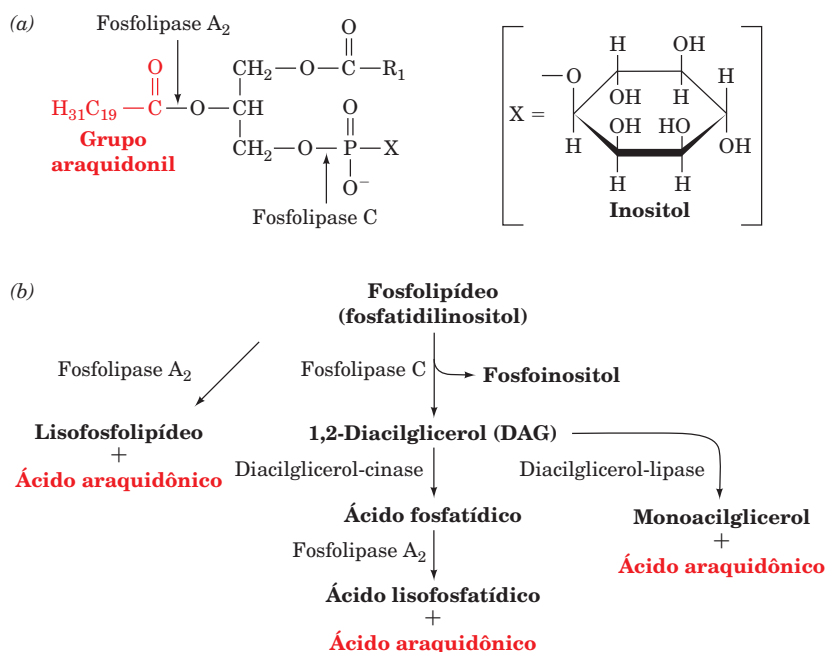 (a)
Fosfolipase A₂
O
CH₂—O—C—R₁
O
H₃₁C₁₉—C—O—CH
O
Grupo
araquidonil
CH₂—O—P—X
O⁻
Fosfolipase C
X =
H OH
—O H
OH H
OH HO
H OH
H H
Inositol
(b)
Fosfolipídeo
(fosfatidilinositol)
Fosfolipase A₂
Fosfolipase C
Fosfoinositol
Lisofosfolipídeo
+
Ácido araquidônico
1,2-Diacilglicerol (DAG)
Diacilglicerol-cinase
Diacilglicerol-lipase
Ácido fosfatídico
Monoacilglicerol
+
Ácido araquidônico
Fosfolipase A₂
Ácido lisofosfatídico
+
Ácido araquidônico